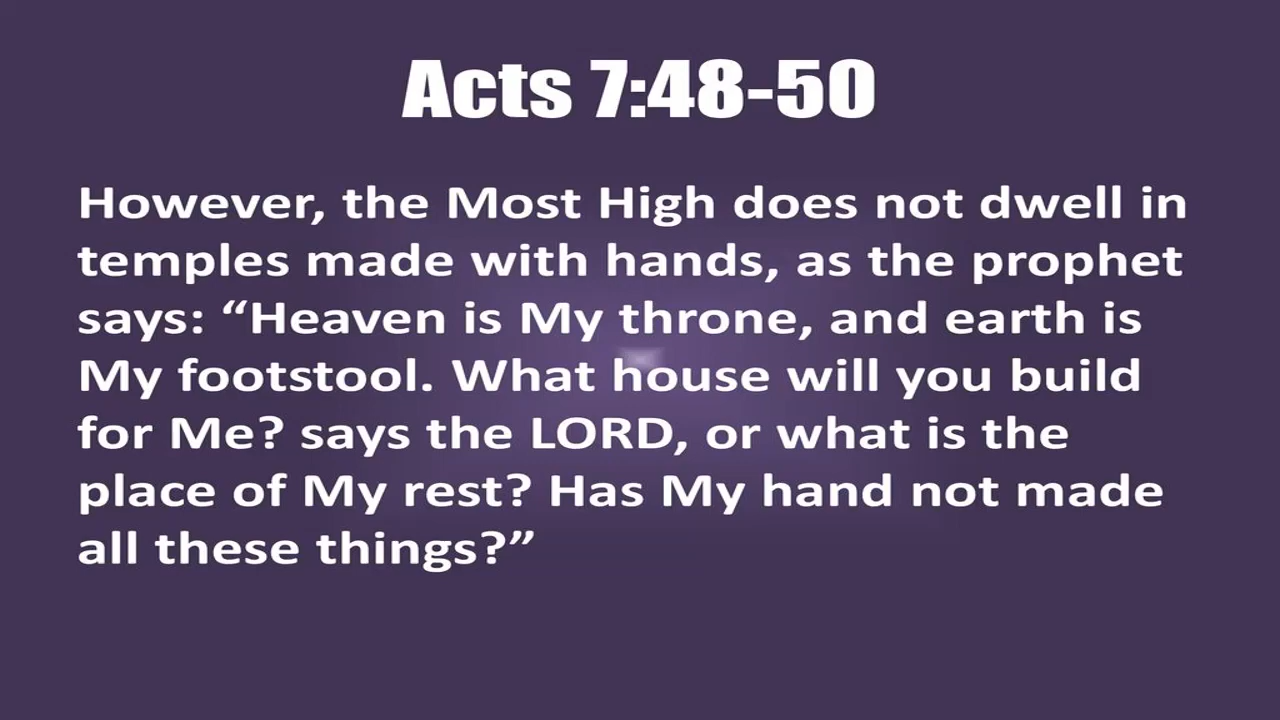 Acts 7:48-50
However, the Most High does not dwell in
temples made with hands, as the prophet
says: “Heaven is My throne, and earth is
My footstool. What house will you build
for Me? says the LORD, or what is the
place of My rest? Has My hand not made
all these things?”